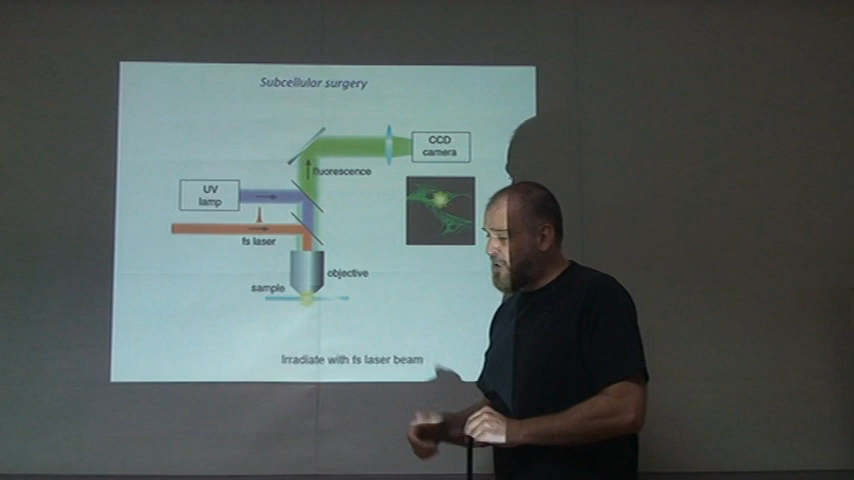 Subcellular surgery
CCD
camera
fluorescence
UV
lamp
fs laser
objective
sample
Irradiate with fs laser beam